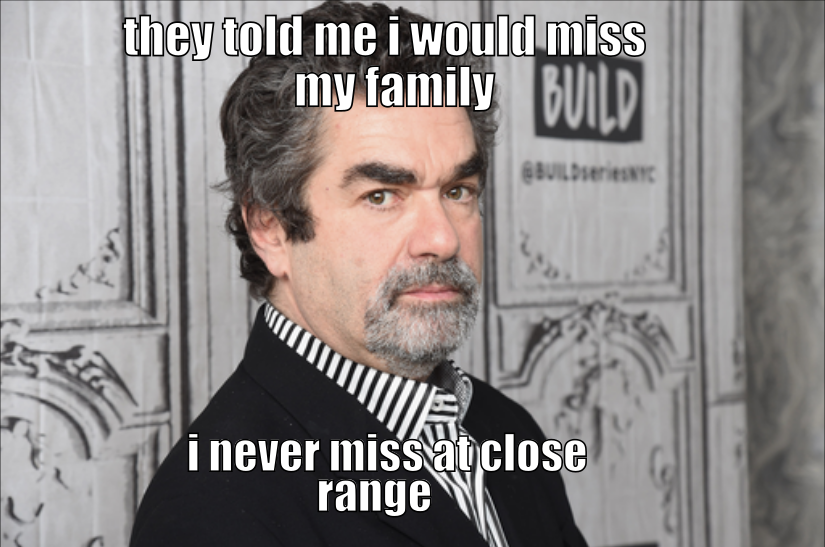 they told me i would miss
my family
BUILD
@BUILDseriesNYC
i never miss at close
range